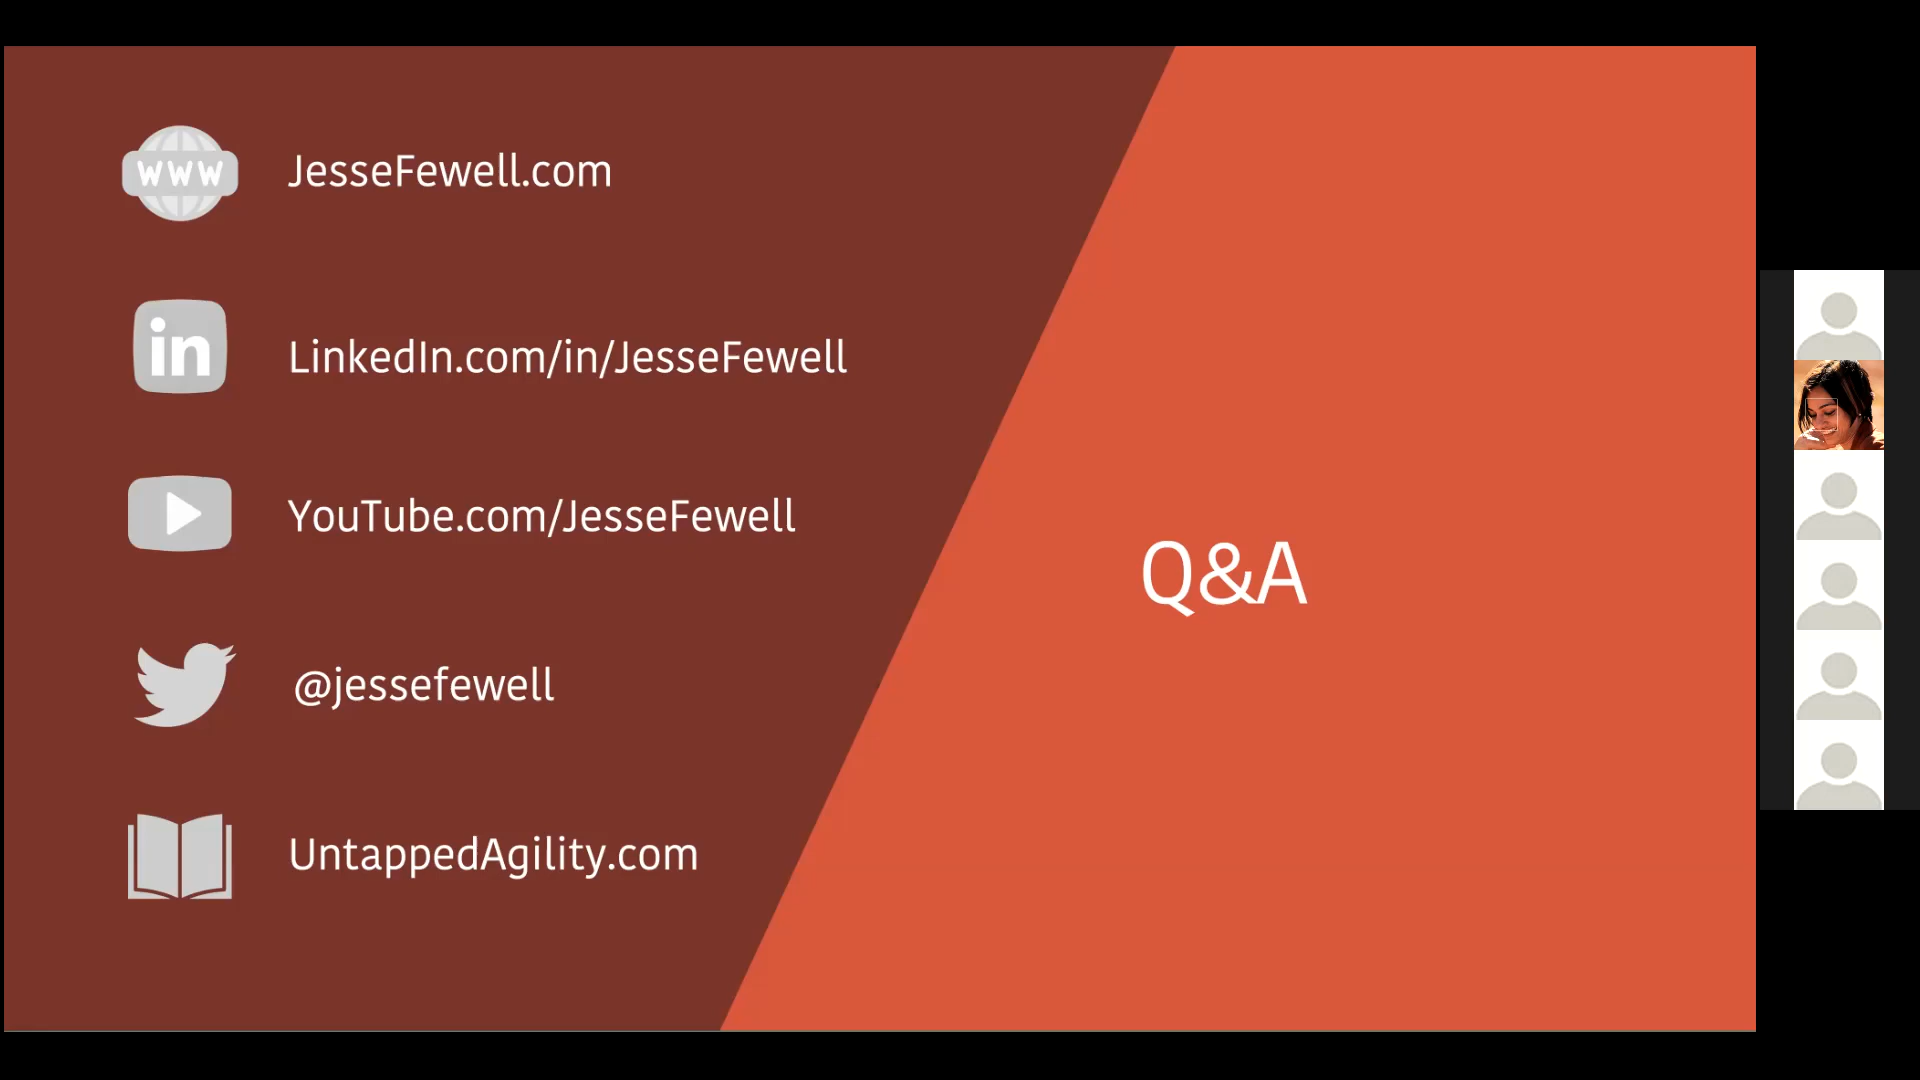 WWW
JesseFewell.com
in
LinkedIn.com/in/JesseFewell
YouTube.com/JesseFewell
@jessefewell
UntappedAgility.com
Q&A